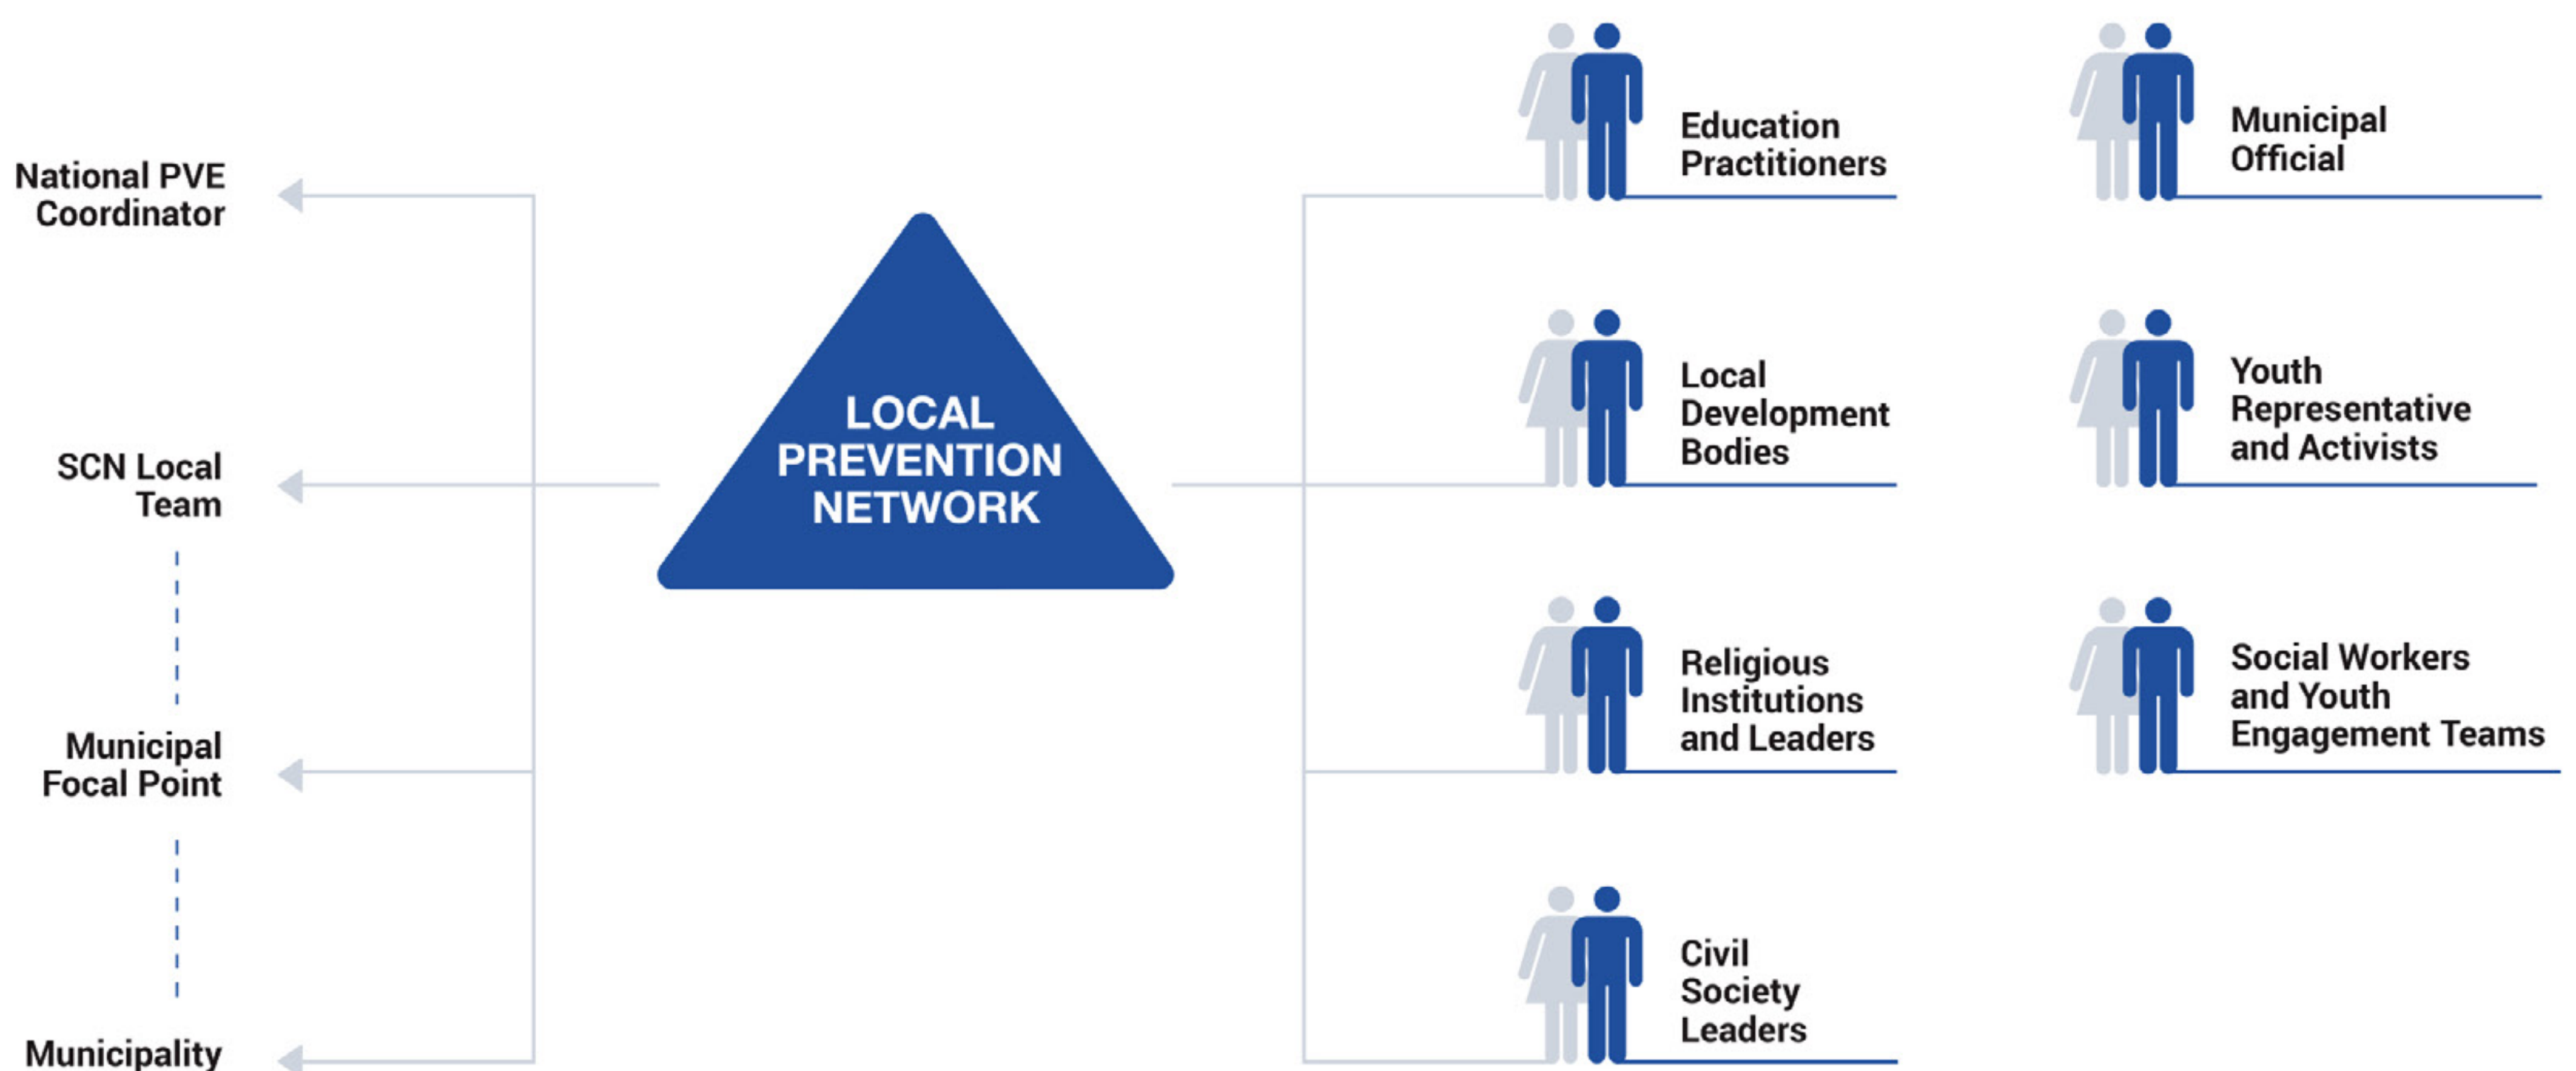 National PVE
Coordinator
SCN Local
Team
Municipal
Focal Point
Municipality
LOCAL
PREVENTION
NETWORK
Education
Practitioners
Local
Development
Bodies
Religious
Institutions
and Leaders
Civil
Society
Leaders
Municipal
Official
Youth
Representative
and Activists
Social Workers
and Youth
Engagement Teams